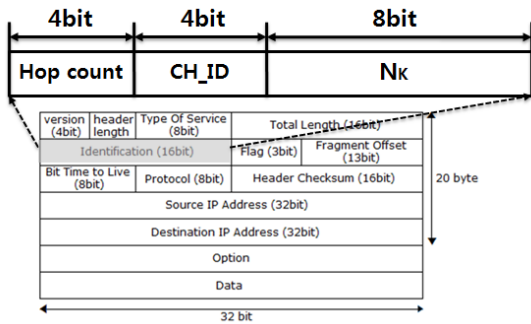 4bit 4bit 8bit
Hop count CH_ID NK
version (4bit) header length Type Of Service (8bit) Total Length (16bit)
Identification (16bit) Flag (3bit) Fragment Offset (13bit)
Bit Time to Live (8bit) Protocol (8bit) Header Checksum (16bit)
20 byte
Source IP Address (32bit)
Destination IP Address (32bit)
Option
Data
32 bit